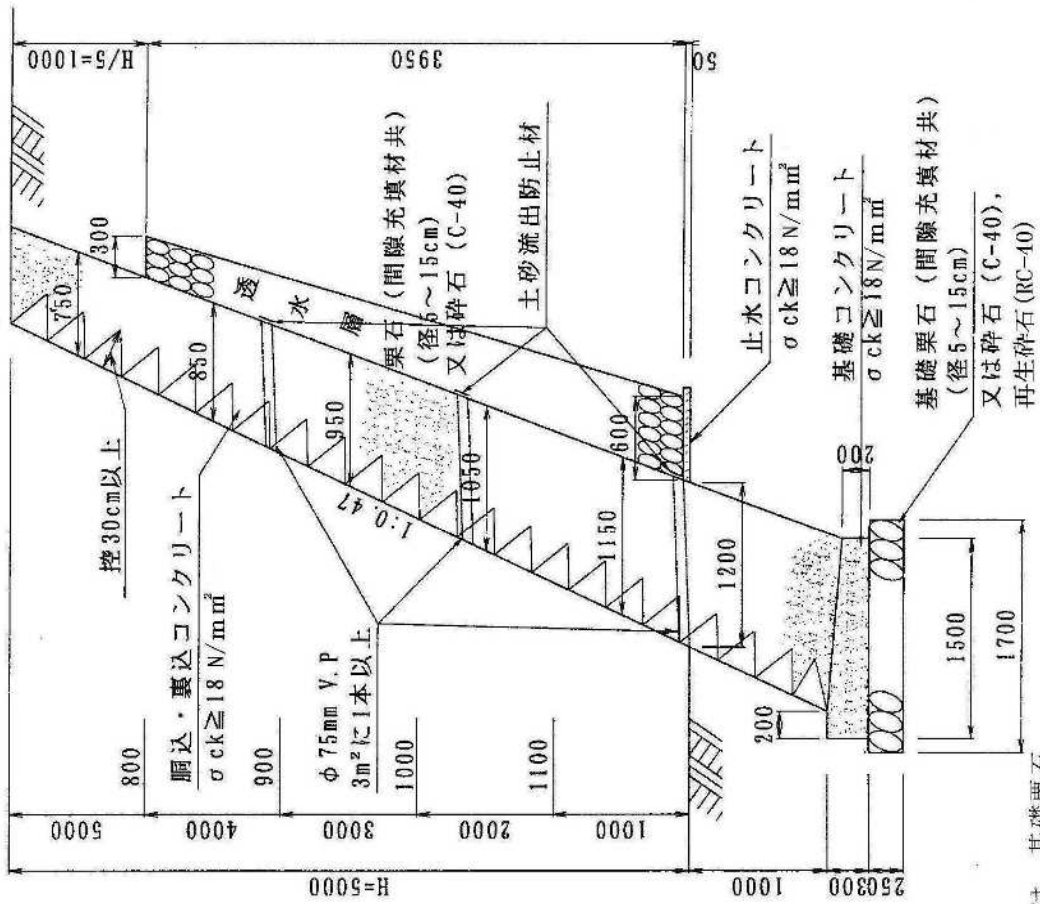 H/5=1000
3950
50
300
750
850
950
1050
1150
1200
600
200
200
1500
1700
透水層
1:0.47
控30cm以上
胴込・裏込コンクリート
σck≧18N/mm²
φ75mm V.P
3m²に1本以上
栗石（間隙充填材共）
(径5～15cm)
又は砕石 (C-40)
土砂流出防止材
止水コンクリート
σck≧18N/mm²
基礎コンクリート
σck≧18N/mm²
基礎栗石（間隙充填材共）
(径5～15cm)
又は砕石 (C-40),
再生砕石(RC-40)
800
900
1000
1100
5000
4000
3000
2000
1000
H=5000
1000
300
250
基礎栗石